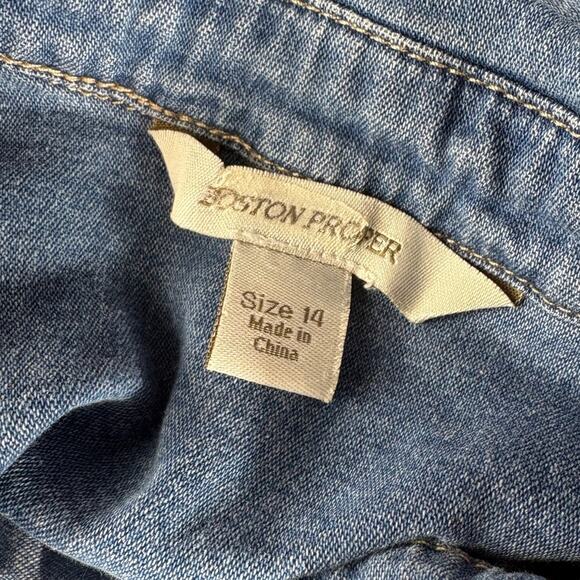 BOSTON PROPER
Size 14
Made in
China